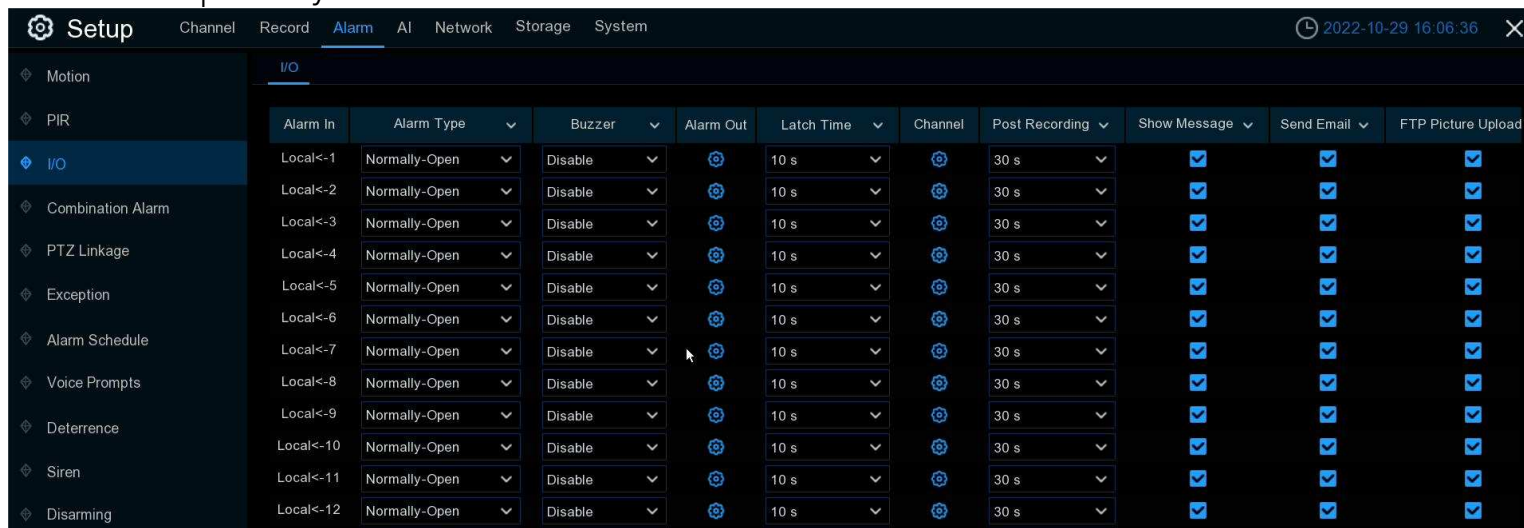 Setup Channel Record Alarm AI Network Storage System 2022-10-29 16:06:36
Motion
PIR
I/O
Combination Alarm
PTZ Linkage
Exception
Alarm Schedule
Voice Prompts
Deterrence
Siren
Disarming
I/O
Alarm In Alarm Type Buzzer Alarm Out Latch Time Channel Post Recording Show Message Send Email FTP Picture Upload
Local<-1 Normally-Open Disable 10 s 30 s
Local<-2 Normally-Open Disable 10 s 30 s
Local<-3 Normally-Open Disable 10 s 30 s
Local<-4 Normally-Open Disable 10 s 30 s
Local<-5 Normally-Open Disable 10 s 30 s
Local<-6 Normally-Open Disable 10 s 30 s
Local<-7 Normally-Open Disable 10 s 30 s
Local<-8 Normally-Open Disable 10 s 30 s
Local<-9 Normally-Open Disable 10 s 30 s
Local<-10 Normally-Open Disable 10 s 30 s
Local<-11 Normally-Open Disable 10 s 30 s
Local<-12 Normally-Open Disable 10 s 30 s